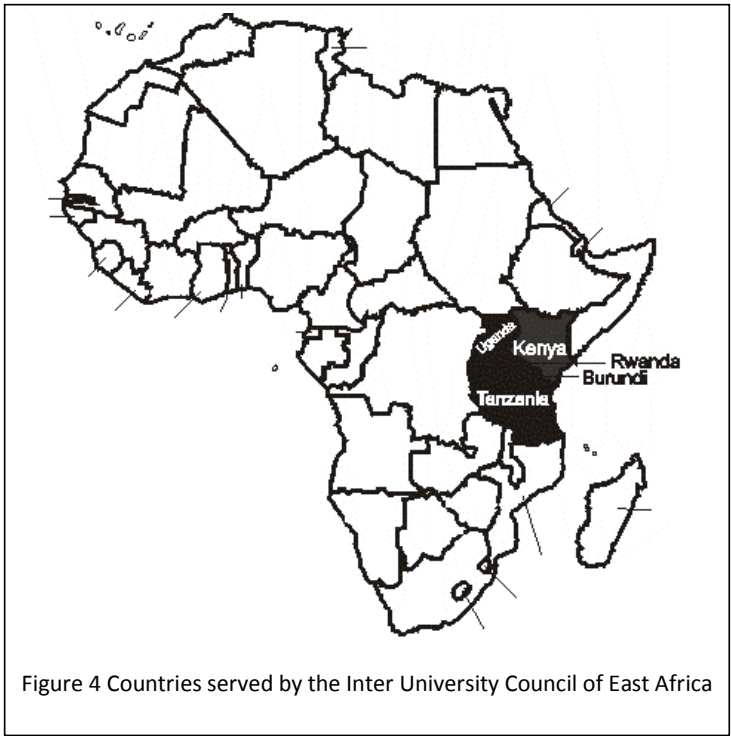 Uganda
Kenya
Rwanda
Burundi
Tanzania
Figure 4 Countries served by the Inter University Council of East Africa